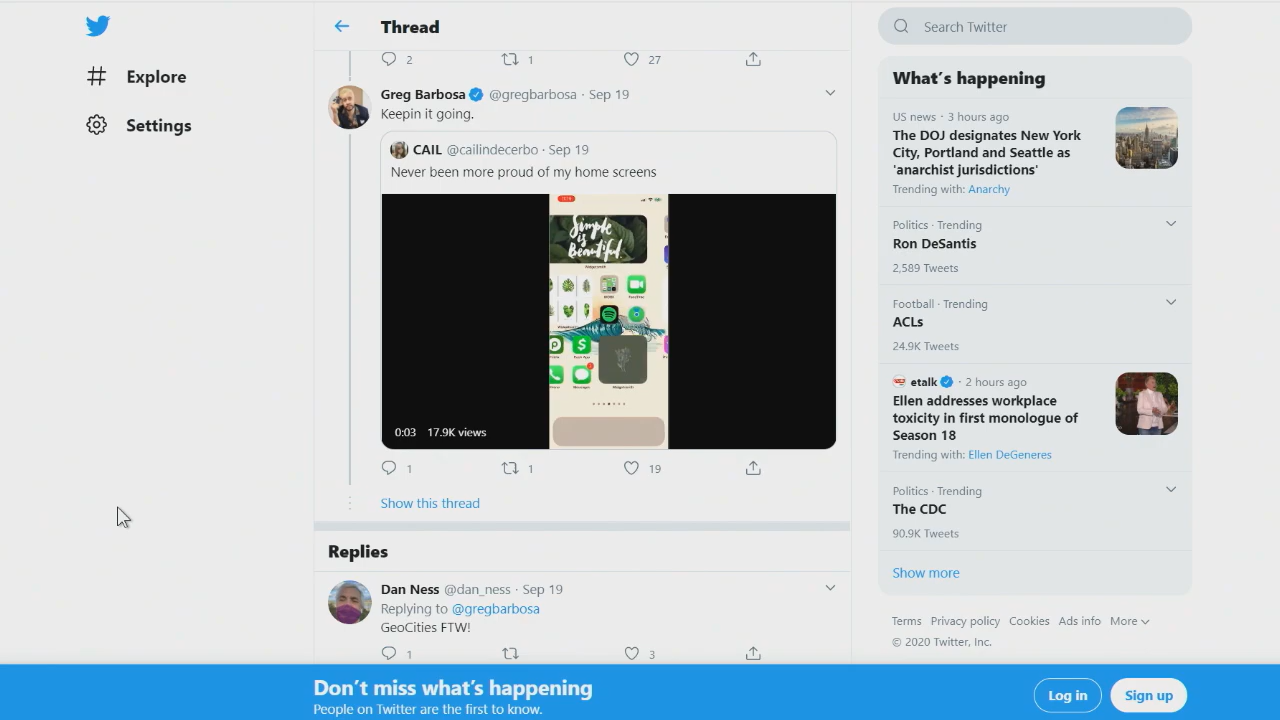 Explore
Settings
Thread
2 1 27
Greg Barbosa @gregbarbosa · Sep 19
Keepin it going.
CAIL @cailindecerbo · Sep 19
Never been more proud of my home screens
Simple
is
Beautiful.
0:03 17.9K views
1 1 19
Show this thread
Replies
Dan Ness @dan_ness · Sep 19
Replying to @gregbarbosa
GeoCities FTW!
1 3
Search Twitter
What's happening
US news · 3 hours ago
The DOJ designates New York
City, Portland and Seattle as
'anarchist jurisdictions'
Trending with: Anarchy
Politics · Trending
Ron DeSantis
2,589 Tweets
Football · Trending
ACLs
24.9K Tweets
etalk · 2 hours ago
Ellen addresses workplace
toxicity in first monologue of
Season 18
Trending with: Ellen DeGeneres
Politics · Trending
The CDC
90.9K Tweets
Show more
Terms Privacy policy Cookies Ads info More
© 2020 Twitter, Inc.
Don't miss what's happening
People on Twitter are the first to know.
Log in Sign up